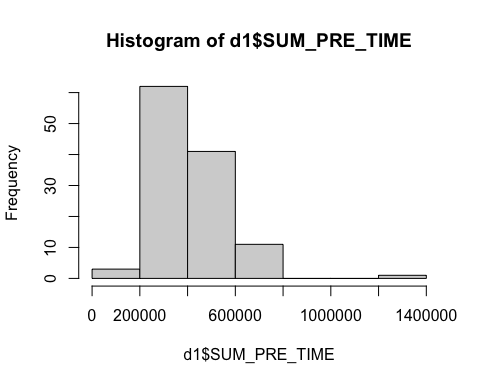 Histogram of d1$SUM_PRE_TIME
Frequency
50
30
10
0
0 200000 600000 1000000 1400000
d1$SUM_PRE_TIME